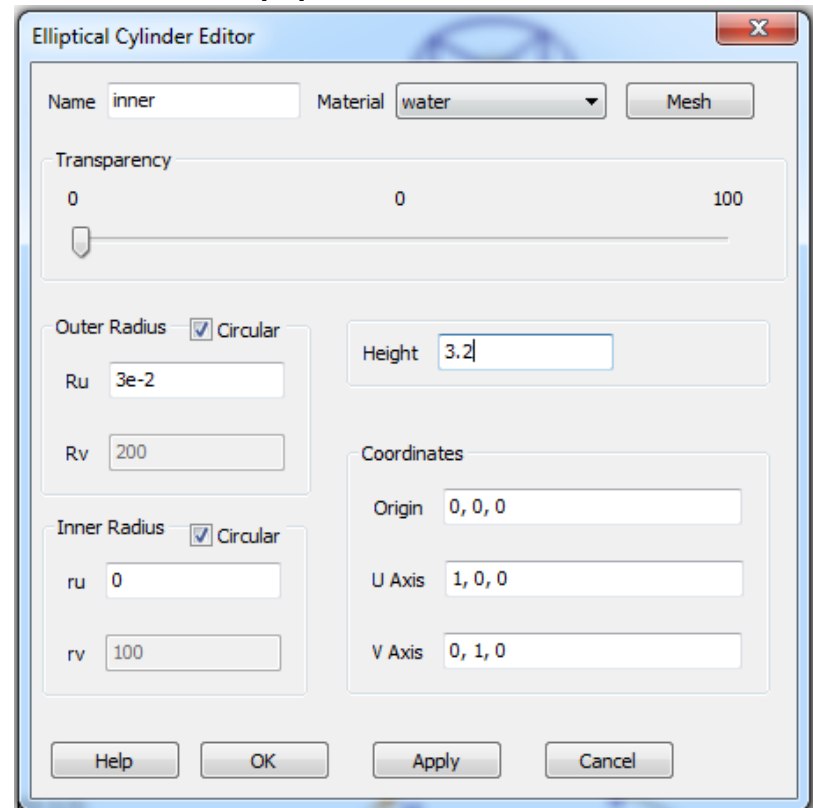 Elliptical Cylinder Editor
Name inner Material water Mesh
Transparency
0 0 100
Outer Radius Circular
Ru 3e-2
Rv 200
Height 3.2
Inner Radius Circular
ru 0
rv 100
Coordinates
Origin 0, 0, 0
U Axis 1, 0, 0
V Axis 0, 1, 0
Help OK Apply Cancel